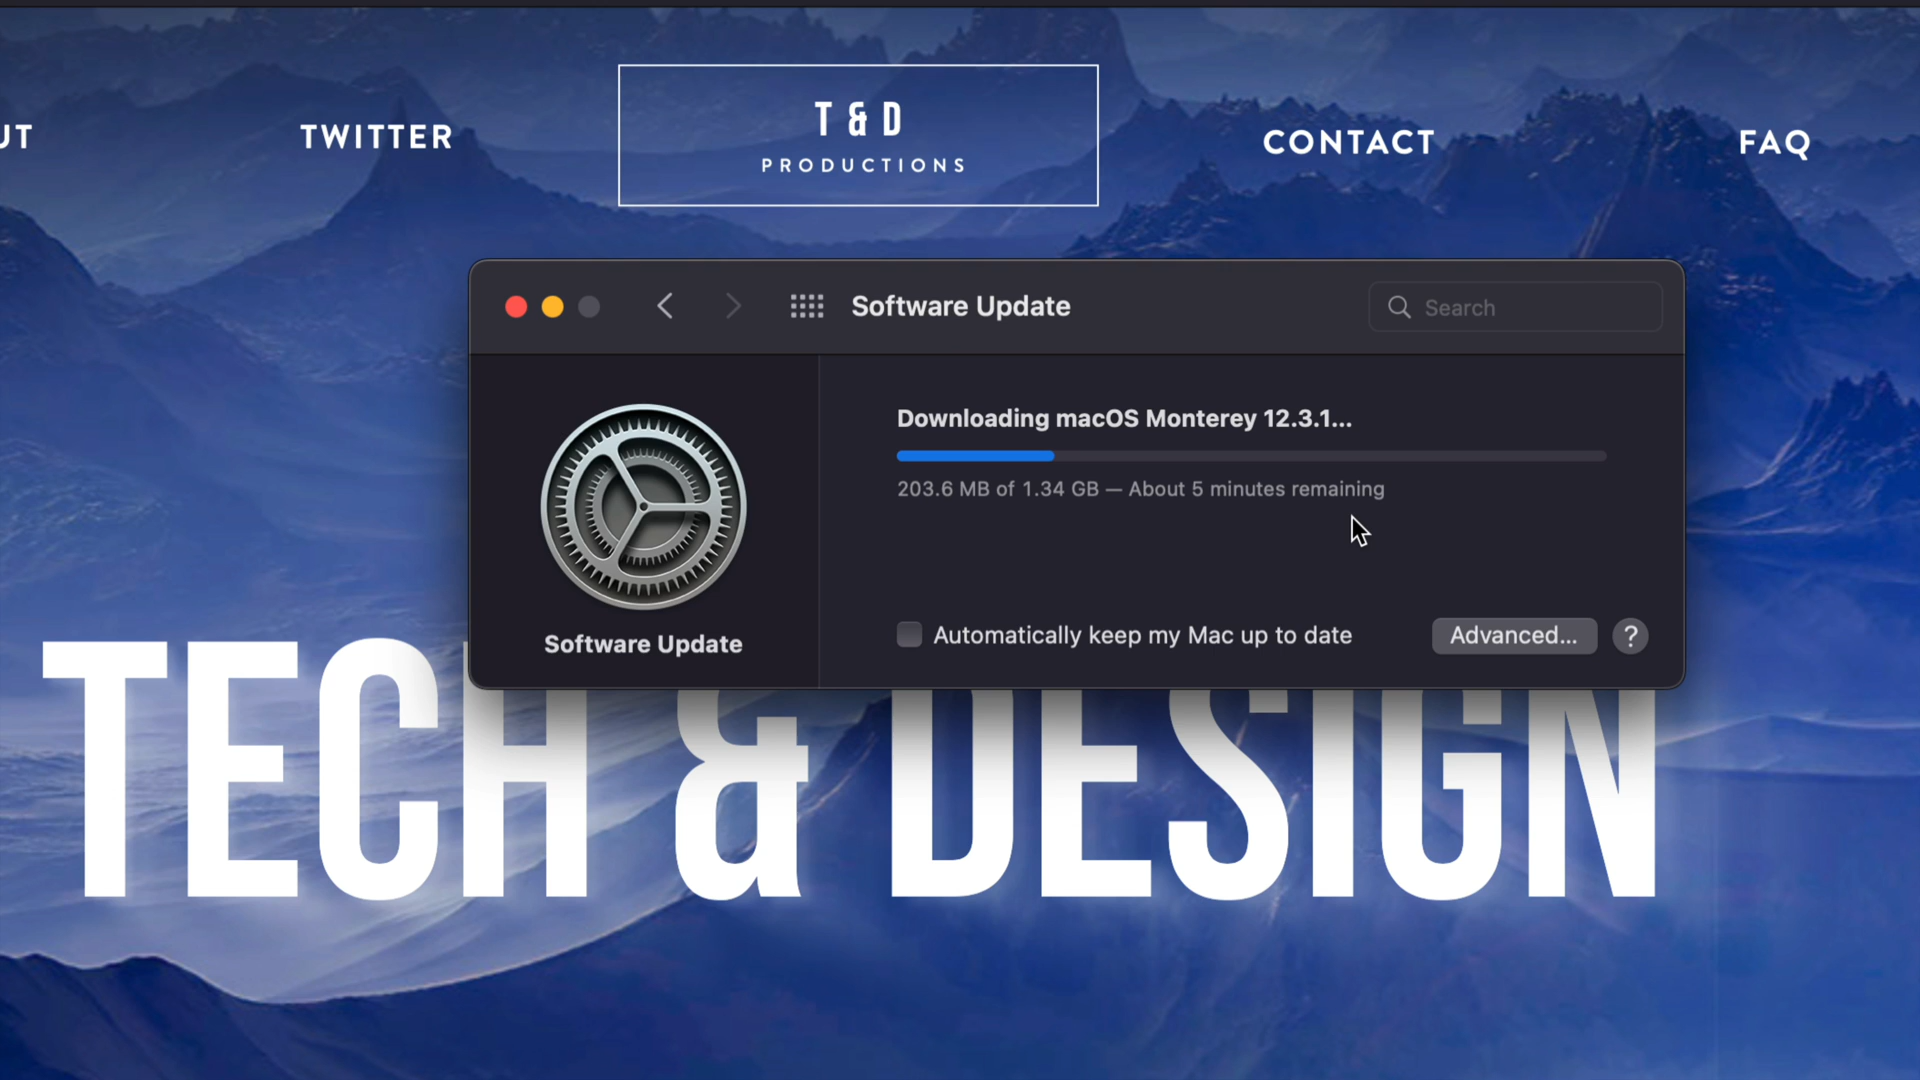 TWITTER
T & D
PRODUCTIONS
CONTACT
FAQ
Software Update
Search
Downloading macOS Monterey 12.3.1...
203.6 MB of 1.34 GB — About 5 minutes remaining
Software Update
Automatically keep my Mac up to date
Advanced...
?
TECH & DESIGN